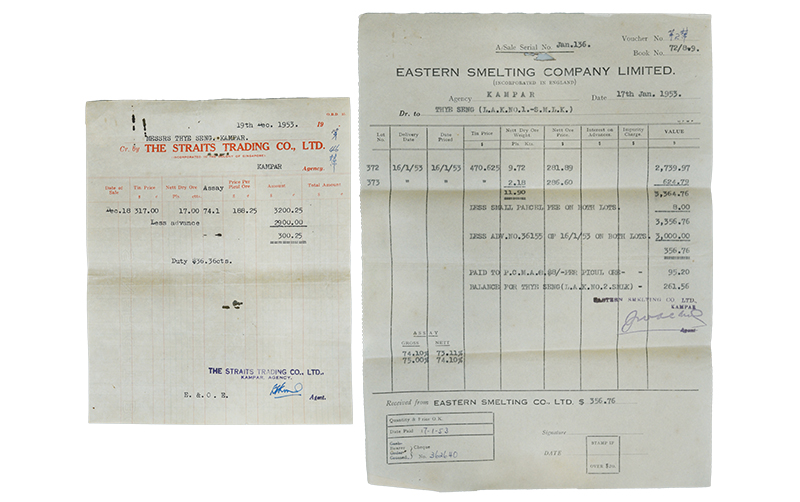 19th Dec. 1953. 19
MESSRS THYE SENG, KAMPAR.
Cr. by THE STRAITS TRADING CO., LTD.
KAMPAR Agency.
Date of Sale Tin Price Nett Dry Ore Assay Price Per Picul Ore Amount Total Amount
Dec.18 317.00 17.00 74.1 188.25 3200.25
Less advance 2900.00
300.25
Duty $36.36cts.
THE STRAITS TRADING CO., LTD.,
KAMPAR AGENCY.
E. & O. E. Agent.
Voucher No.
A/Sale Serial No. Jan.136.
Book No. 72/8.9.
EASTERN SMELTING COMPANY LIMITED.
(INCORPORATED IN ENGLAND)
Agency KAMPAR Date 17th Jan. 1953.
Dr. to THYE SENG (L.A.K.NO.1.-S.M.L.K.)
Lot No. Delivery Date Date Priced Tin Price Nett Dry Ore Weight Nett Ore Price Interest on Advances Impurity Charge VALUE
$ Pls. Kts. $ $ $ $
372 16/1/53 16/1/53 470.625 9.72 281.89 2,739.97
373 " " 2.18 286.60 624.79
11.90 3,364.76
LESS SMALL PARCEL FEE ON BOTH LOTS. 8.00
3,356.76
LESS ADV.NO.36155 OF 16/1/53 ON BOTH LOTS. 3,000.00
356.76
PAID TO P.C.M.A.@ $8/-PER PICUL ORE- - 95.20
BALANCE FOR THYE SENG(L.A.K.NO.2.SMLK) - 261.56
EASTERN SMELTING CO LTD.,
KAMPAR
Agent
ASSAY
GROSS NETT
74.10% 73.11%
75.00% 74.10%
Received from EASTERN SMELTING CO., LTD. $ 356.76
Quantity & Value O.K.
Date Paid 17-1-53
Cheque
No. 262640
Signature
DATE
STAMP IF
OVER $20.